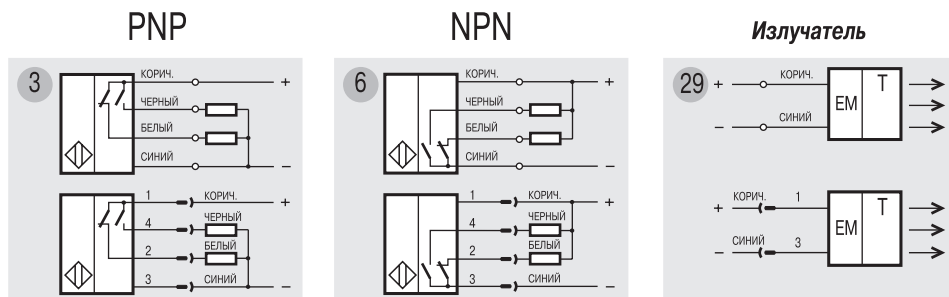 PNP
NPN
Излучатель
3
КОРИЧ.
+
ЧЕРНЫЙ
БЕЛЫЙ
СИНИЙ
–
1
КОРИЧ.
+
4
ЧЕРНЫЙ
2
БЕЛЫЙ
3
СИНИЙ
–
6
КОРИЧ.
+
ЧЕРНЫЙ
БЕЛЫЙ
СИНИЙ
–
1
КОРИЧ.
+
4
ЧЕРНЫЙ
2
БЕЛЫЙ
3
СИНИЙ
–
29
+
КОРИЧ.
EM
T
–
СИНИЙ
+
КОРИЧ.
1
EM
T
–
СИНИЙ
3